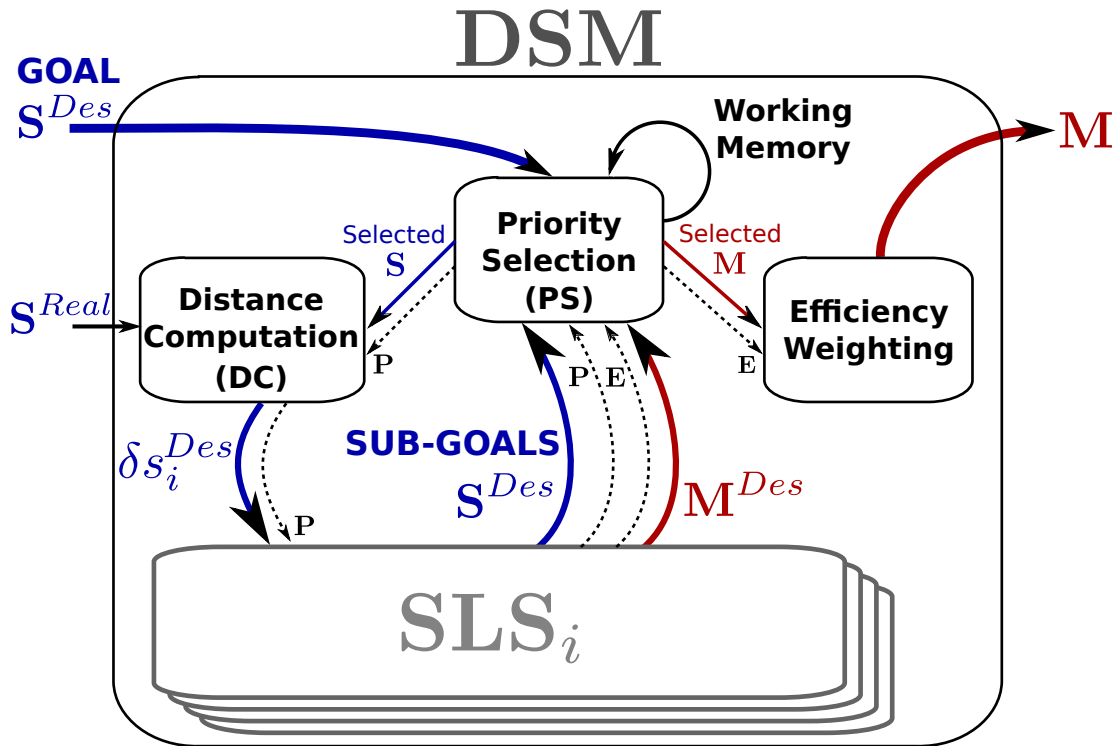 DSM
GOAL
S^{Des}
Working
Memory
M
Priority
Selection
(PS)
Selected
S
Selected
M
S^{Real}
Distance
Computation
(DC)
Efficiency
Weighting
P
P
E
E
SUB-GOALS
δs_i^{Des}
S^{Des}
M^{Des}
P
SLS_i